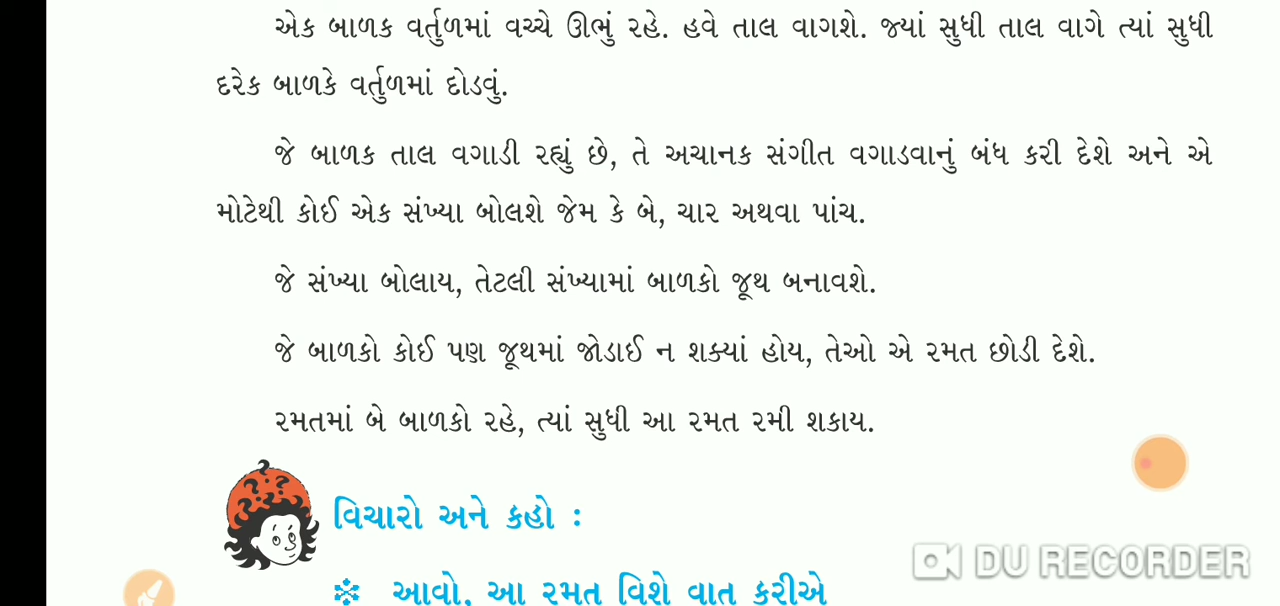 એક બાળક વર્તુળમાં વચ્ચે ઊભું રહે. હવે તાલ વાગશે. જ્યાં સુધી તાલ વાગે ત્યાં સુધી
દરેક બાળકે વર્તુળમાં દોડવું.
જે બાળક તાલ વગાડી રહ્યું છે, તે અચાનક સંગીત વગાડવાનું બંધ કરી દેશે અને એ
મોટેથી કોઈ એક સંખ્યા બોલશે જેમ કે બે, ચાર અથવા પાંચ.
જે સંખ્યા બોલાય, તેટલી સંખ્યામાં બાળકો જૂથ બનાવશે.
જે બાળકો કોઈ પણ જૂથમાં જોડાઈ ન શક્યાં હોય, તેઓ એ રમત છોડી દેશે.
રમતમાં બે બાળકો રહે, ત્યાં સુધી આ રમત રમી શકાય.
વિચારો અને કહો :
આવો, આ રમત વિશે વાત કરીએ
DU RECORDER